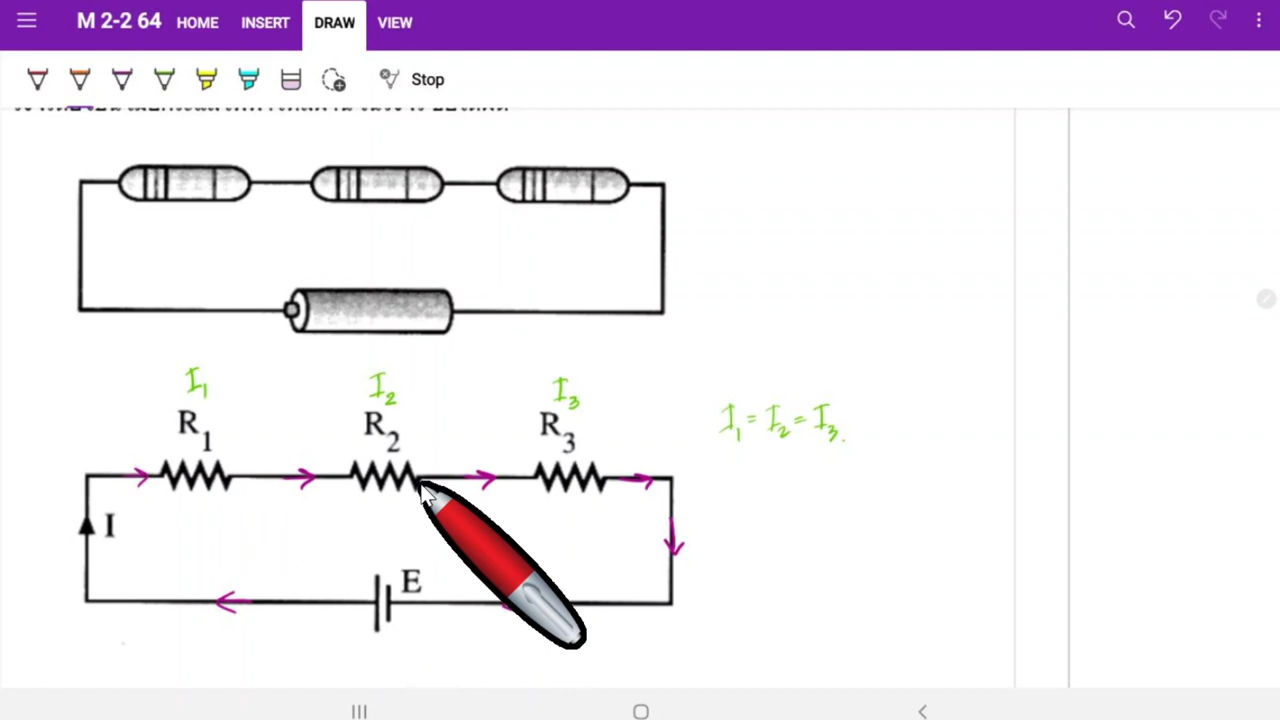 M 2-2 64 HOME INSERT DRAW VIEW
Stop
I₁ I₂ I₃
R₁ R₂ R₃
I₁ = I₂ = I₃.
I
E